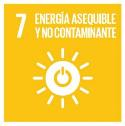 7 ENERGÍA ASEQUIBLE
Y NO CONTAMINANTE